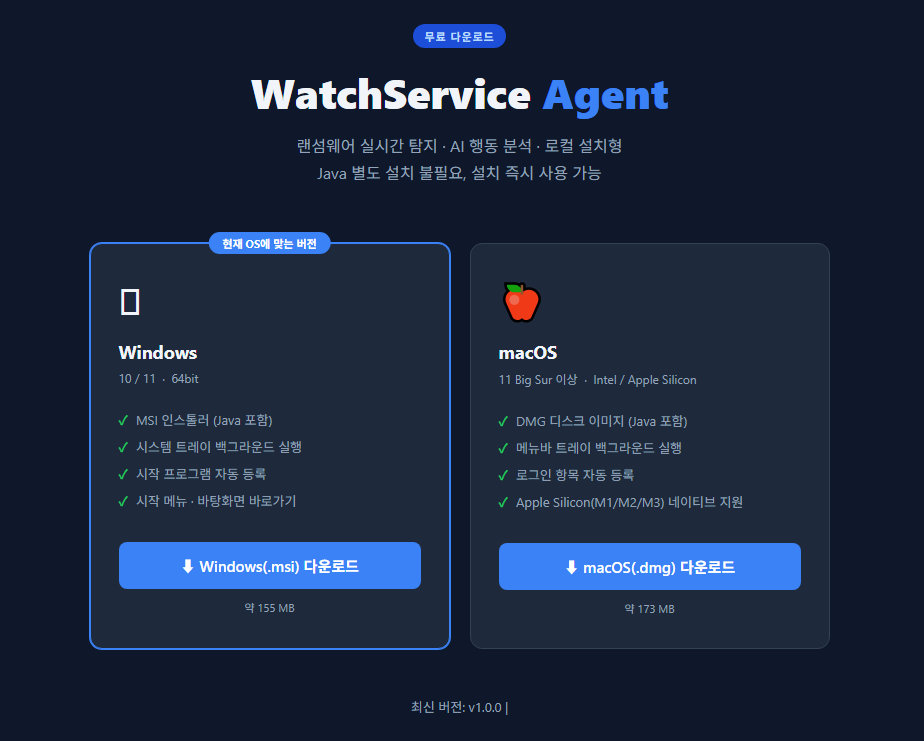 무료 다운로드
WatchService Agent
랜섬웨어 실시간 탐지 · AI 행동 분석 · 로컬 설치형
Java 별도 설치 불필요, 설치 즉시 사용 가능
현재 OS에 맞는 버전
Windows
10 / 11 · 64bit
✓ MSI 인스톨러 (Java 포함)
✓ 시스템 트레이 백그라운드 실행
✓ 시작 프로그램 자동 등록
✓ 시작 메뉴 · 바탕화면 바로가기
⬇ Windows(.msi) 다운로드
약 155 MB
macOS
11 Big Sur 이상 · Intel / Apple Silicon
✓ DMG 디스크 이미지 (Java 포함)
✓ 메뉴바 트레이 백그라운드 실행
✓ 로그인 항목 자동 등록
✓ Apple Silicon(M1/M2/M3) 네이티브 지원
⬇ macOS(.dmg) 다운로드
약 173 MB
최신 버전: v1.0.0 |